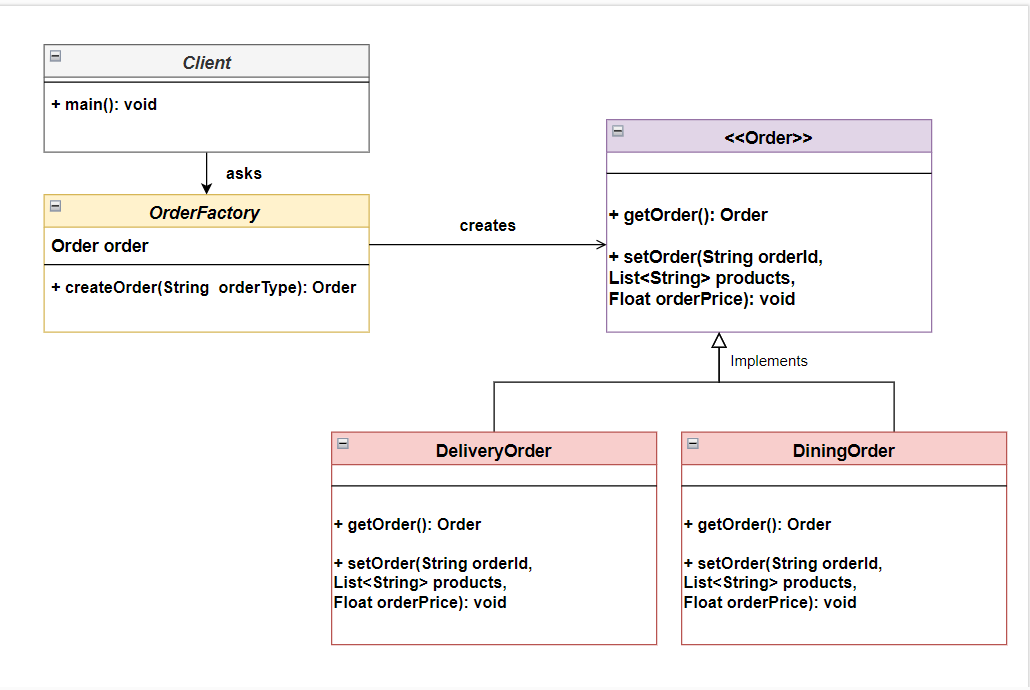 Client
+ main(): void
asks
OrderFactory
Order order
+ createOrder(String  orderType): Order
creates
<<Order>>
+ getOrder(): Order
+ setOrder(String orderId,
List<String> products,
Float orderPrice): void
Implements
DeliveryOrder
+ getOrder(): Order
+ setOrder(String orderId,
List<String> products,
Float orderPrice): void
DiningOrder
+ getOrder(): Order
+ setOrder(String orderId,
List<String> products,
Float orderPrice): void